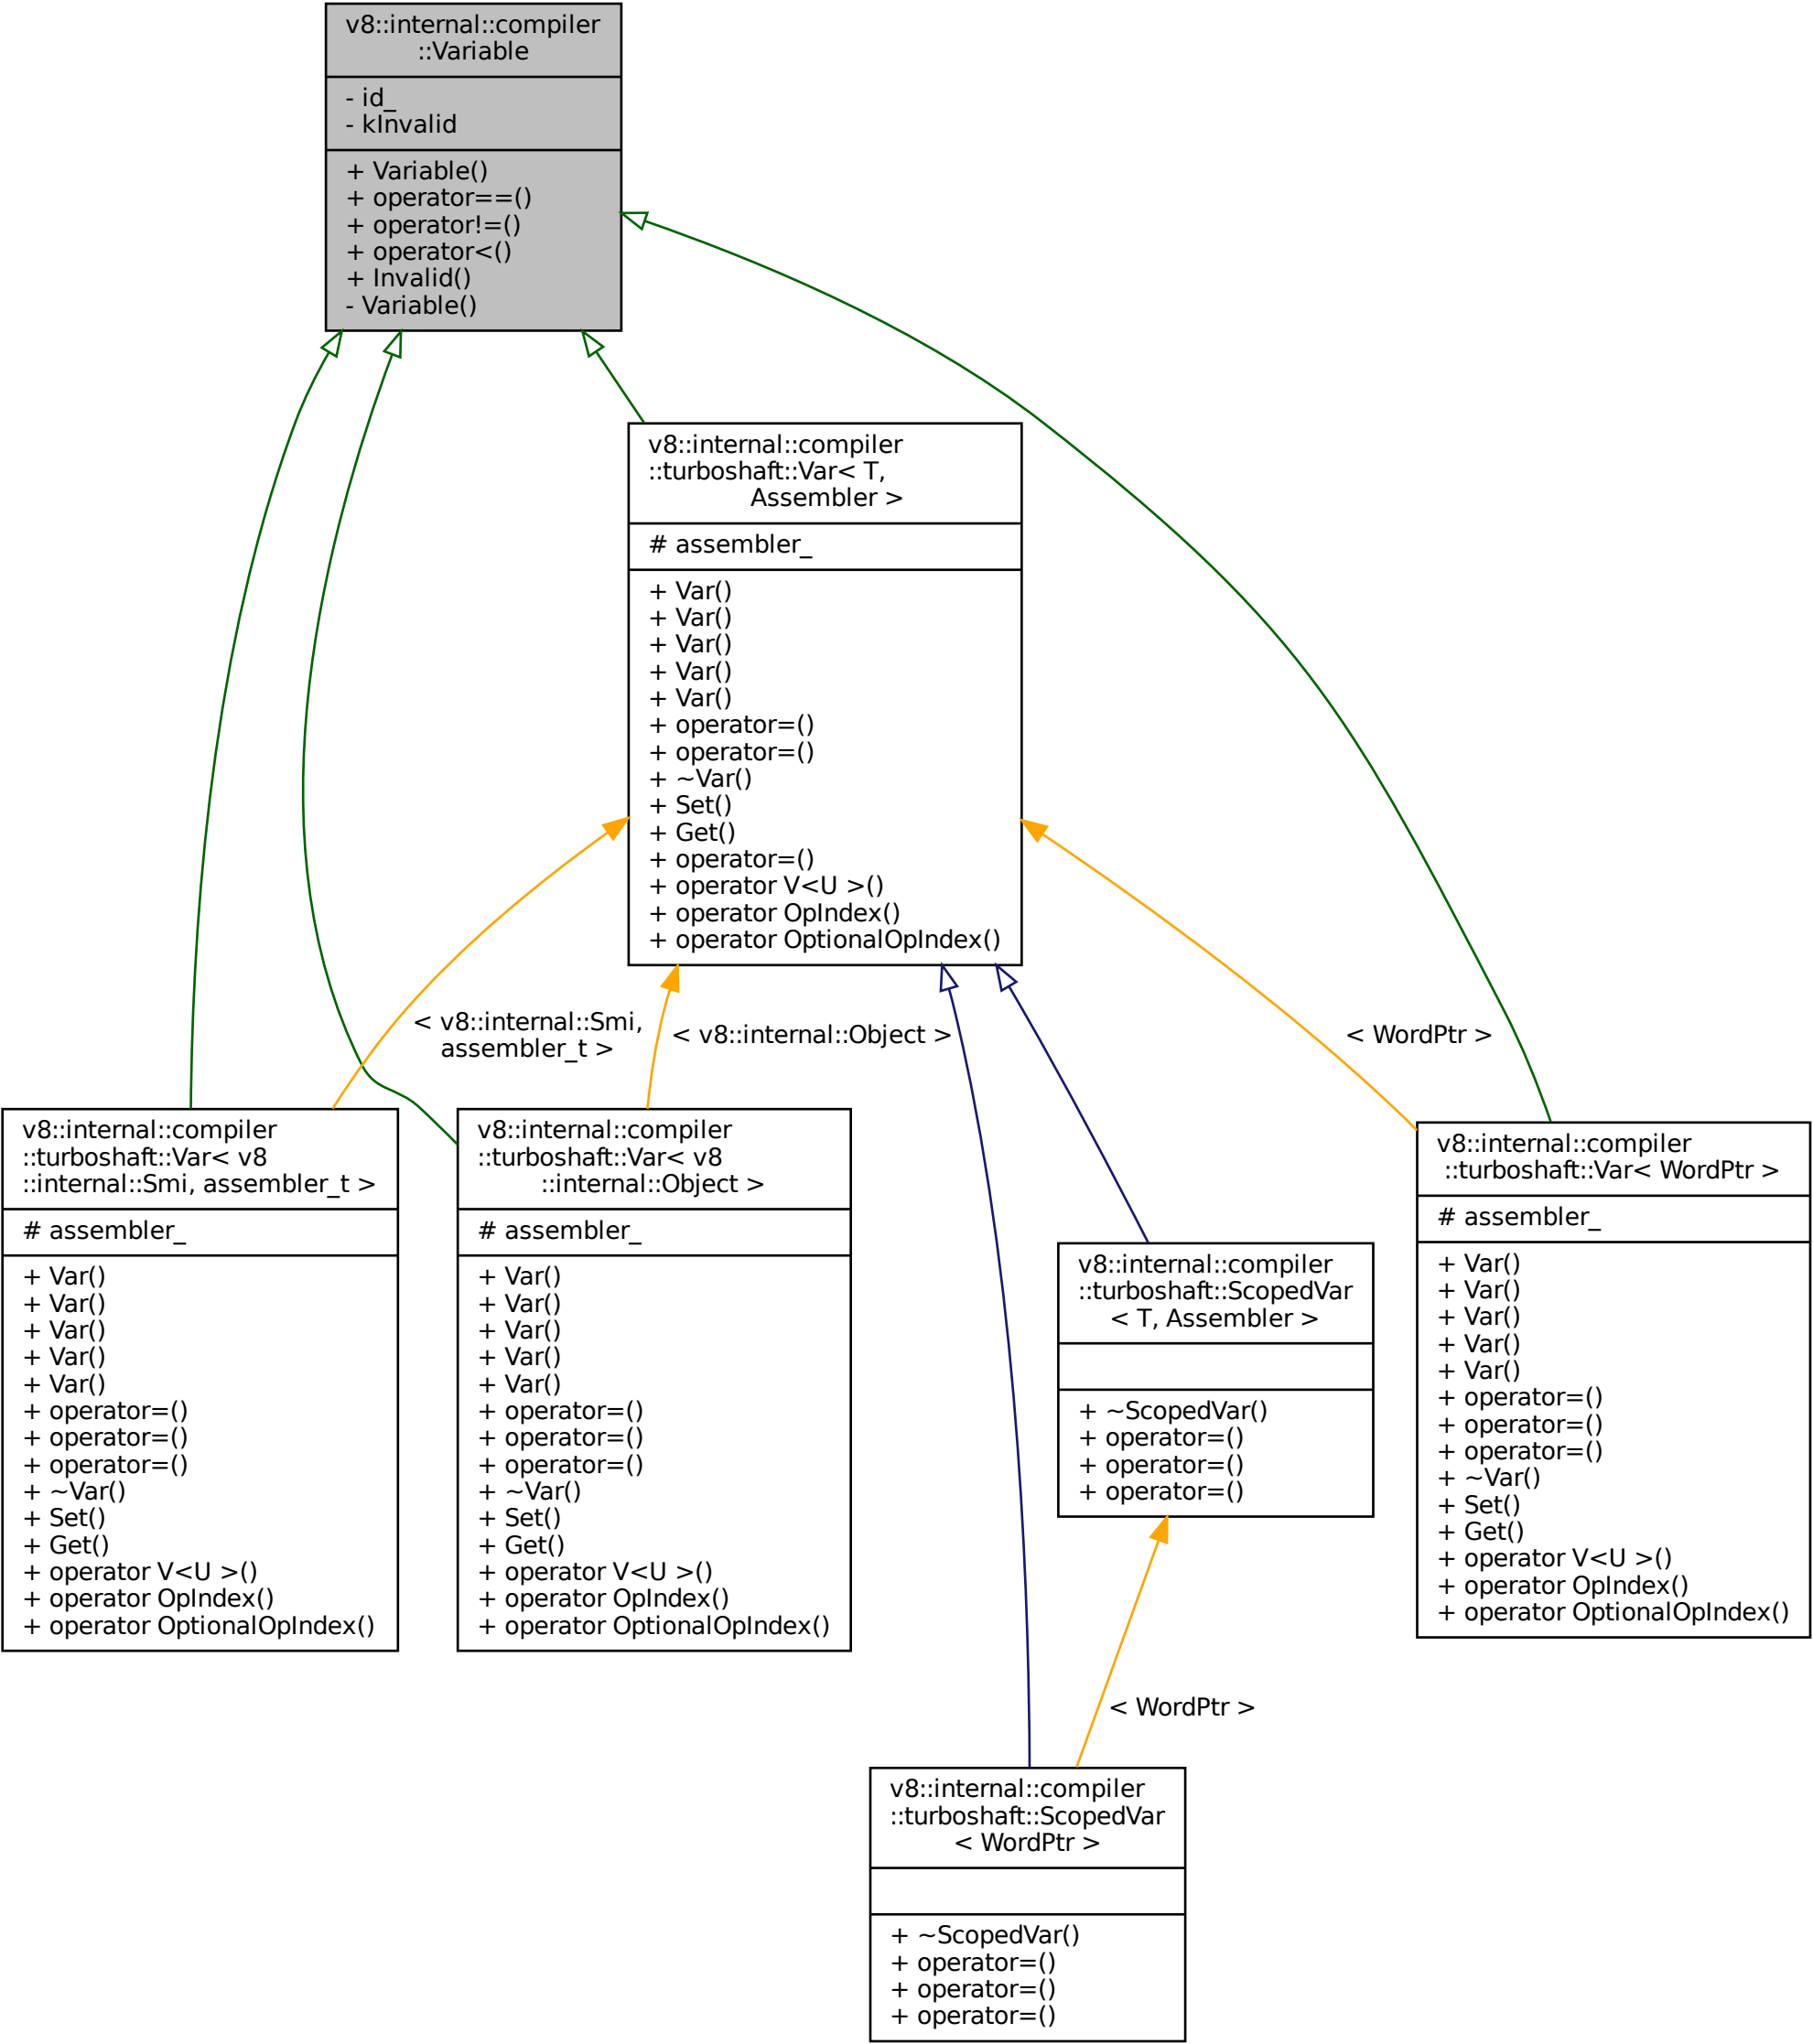 v8::internal::compiler
::Variable
- id_
- kInvalid
+ Variable()
+ operator==()
+ operator!=()
+ operator<()
+ Invalid()
- Variable()
v8::internal::compiler
::turboshaft::Var< T,
Assembler >
# assembler_
+ Var()
+ Var()
+ Var()
+ Var()
+ Var()
+ operator=()
+ operator=()
+ ~Var()
+ Set()
+ Get()
+ operator=()
+ operator V<U >()
+ operator OpIndex()
+ operator OptionalOpIndex()
< v8::internal::Smi,
assembler_t >
< v8::internal::Object >
< WordPtr >
v8::internal::compiler
::turboshaft::Var< v8
::internal::Smi, assembler_t >
# assembler_
+ Var()
+ Var()
+ Var()
+ Var()
+ Var()
+ operator=()
+ operator=()
+ operator=()
+ ~Var()
+ Set()
+ Get()
+ operator V<U >()
+ operator OpIndex()
+ operator OptionalOpIndex()
v8::internal::compiler
::turboshaft::Var< v8
::internal::Object >
# assembler_
+ Var()
+ Var()
+ Var()
+ Var()
+ Var()
+ operator=()
+ operator=()
+ operator=()
+ ~Var()
+ Set()
+ Get()
+ operator V<U >()
+ operator OpIndex()
+ operator OptionalOpIndex()
v8::internal::compiler
::turboshaft::ScopedVar
< T, Assembler >
+ ~ScopedVar()
+ operator=()
+ operator=()
+ operator=()
v8::internal::compiler
::turboshaft::Var< WordPtr >
# assembler_
+ Var()
+ Var()
+ Var()
+ Var()
+ Var()
+ operator=()
+ operator=()
+ operator=()
+ ~Var()
+ Set()
+ Get()
+ operator V<U >()
+ operator OpIndex()
+ operator OptionalOpIndex()
< WordPtr >
v8::internal::compiler
::turboshaft::ScopedVar
< WordPtr >
+ ~ScopedVar()
+ operator=()
+ operator=()
+ operator=()